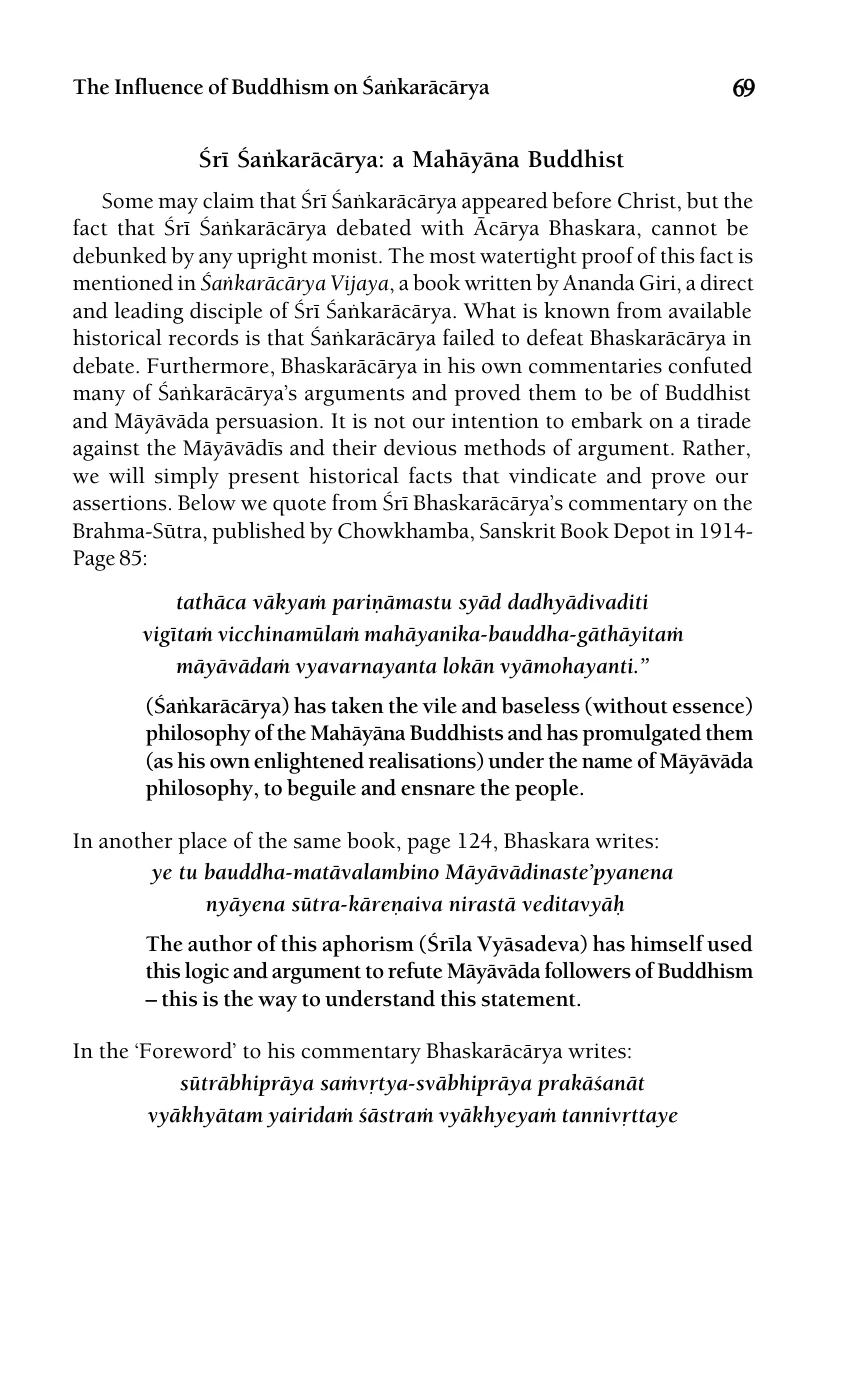 The Influence of Buddhism on Śaṅkarācārya 69
Śrī Śaṅkarācārya: a Mahāyāna Buddhist
Some may claim that Śrī Śaṅkarācārya appeared before Christ, but the
fact that Śrī Śaṅkarācārya debated with Ācārya Bhaskara, cannot be
debunked by any upright monist. The most watertight proof of this fact is
mentioned in Śaṅkarācārya Vijaya, a book written by Ananda Giri, a direct
and leading disciple of Śrī Śaṅkarācārya. What is known from available
historical records is that Śaṅkarācārya failed to defeat Bhaskarācārya in
debate. Furthermore, Bhaskarācārya in his own commentaries confuted
many of Śaṅkarācārya’s arguments and proved them to be of Buddhist
and Māyāvāda persuasion. It is not our intention to embark on a tirade
against the Māyāvādīs and their devious methods of argument. Rather,
we will simply present historical facts that vindicate and prove our
assertions. Below we quote from Śrī Bhaskarācārya’s commentary on the
Brahma-Sūtra, published by Chowkhamba, Sanskrit Book Depot in 1914-
Page 85:
tathāca vākyaṁ pariṇāmastu syād dadhyādivaditi
vigītaṁ vicchinamūlaṁ mahāyanika-bauddha-gāthāyitaṁ
māyāvādaṁ vyavarnayanta lokān vyāmohayanti.”
(Śaṅkarācārya) has taken the vile and baseless (without essence)
philosophy of the Mahāyāna Buddhists and has promulgated them
(as his own enlightened realisations) under the name of Māyāvāda
philosophy, to beguile and ensnare the people.
In another place of the same book, page 124, Bhaskara writes:
ye tu bauddha-matāvalambino Māyāvādinaste’pyanena
nyāyena sūtra-kāreṇaiva nirastā veditavyāḥ
The author of this aphorism (Śrīla Vyāsadeva) has himself used
this logic and argument to refute Māyāvāda followers of Buddhism
– this is the way to understand this statement.
In the ‘Foreword’ to his commentary Bhaskarācārya writes:
sūtrābhiprāya saṁvṛtya-svābhiprāya prakāśanāt
vyākhyātam yairidaṁ śāstraṁ vyākhyeyaṁ tannivṛttaye